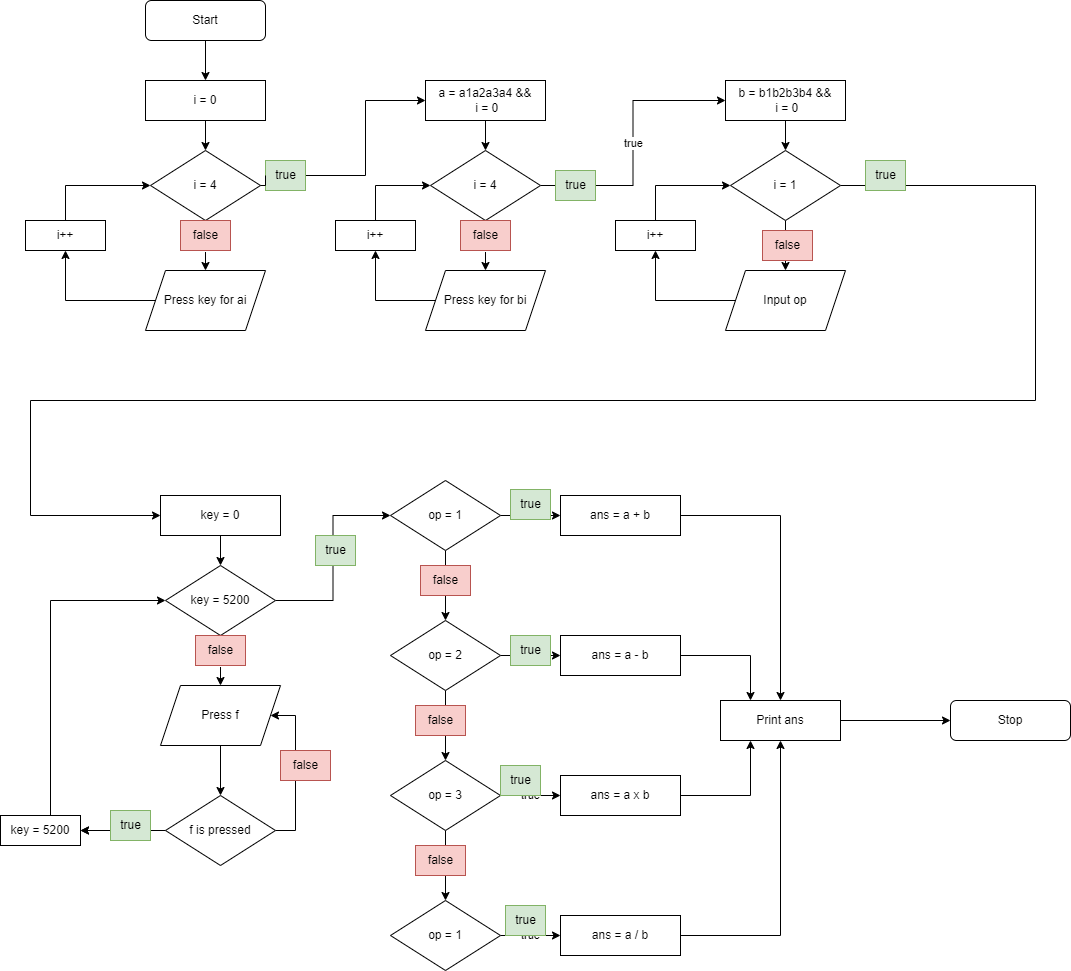 Start
i = 0
i = 4
true
false
i++
Press key for ai
a = a1a2a3a4 &&
i = 0
i = 4
true
false
i++
Press key for bi
true
b = b1b2b3b4 &&
i = 0
i = 1
true
false
i++
Input op
key = 0
key = 5200
true
false
Press f
false
f is pressed
true
key = 5200
op = 1
true
ans = a + b
false
op = 2
true
ans = a - b
false
op = 3
true
true
ans = a x b
false
op = 1
true
true
ans = a / b
Print ans
Stop